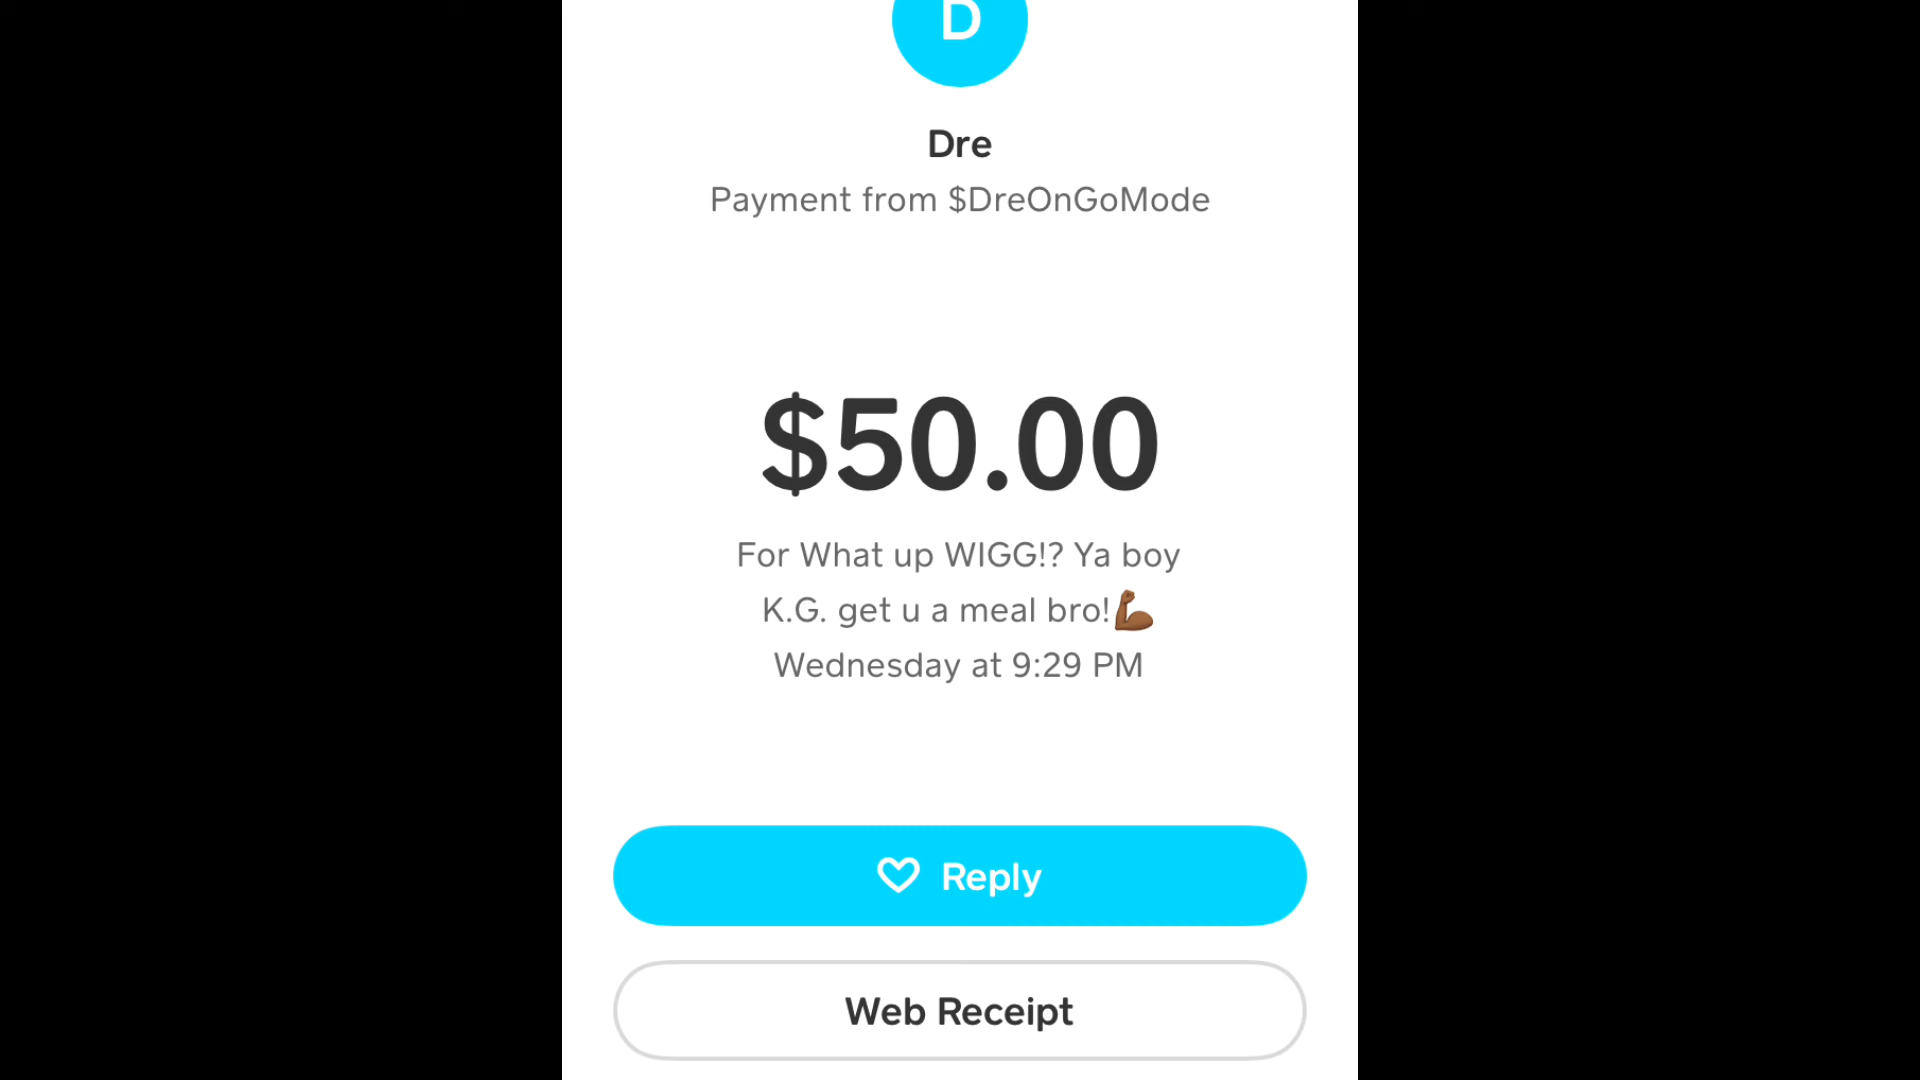 D
Dre
Payment from $DreOnGoMode
$50.00
For What up WIGG!? Ya boy
K.G. get u a meal bro!💪🏾
Wednesday at 9:29 PM
Reply
Web Receipt